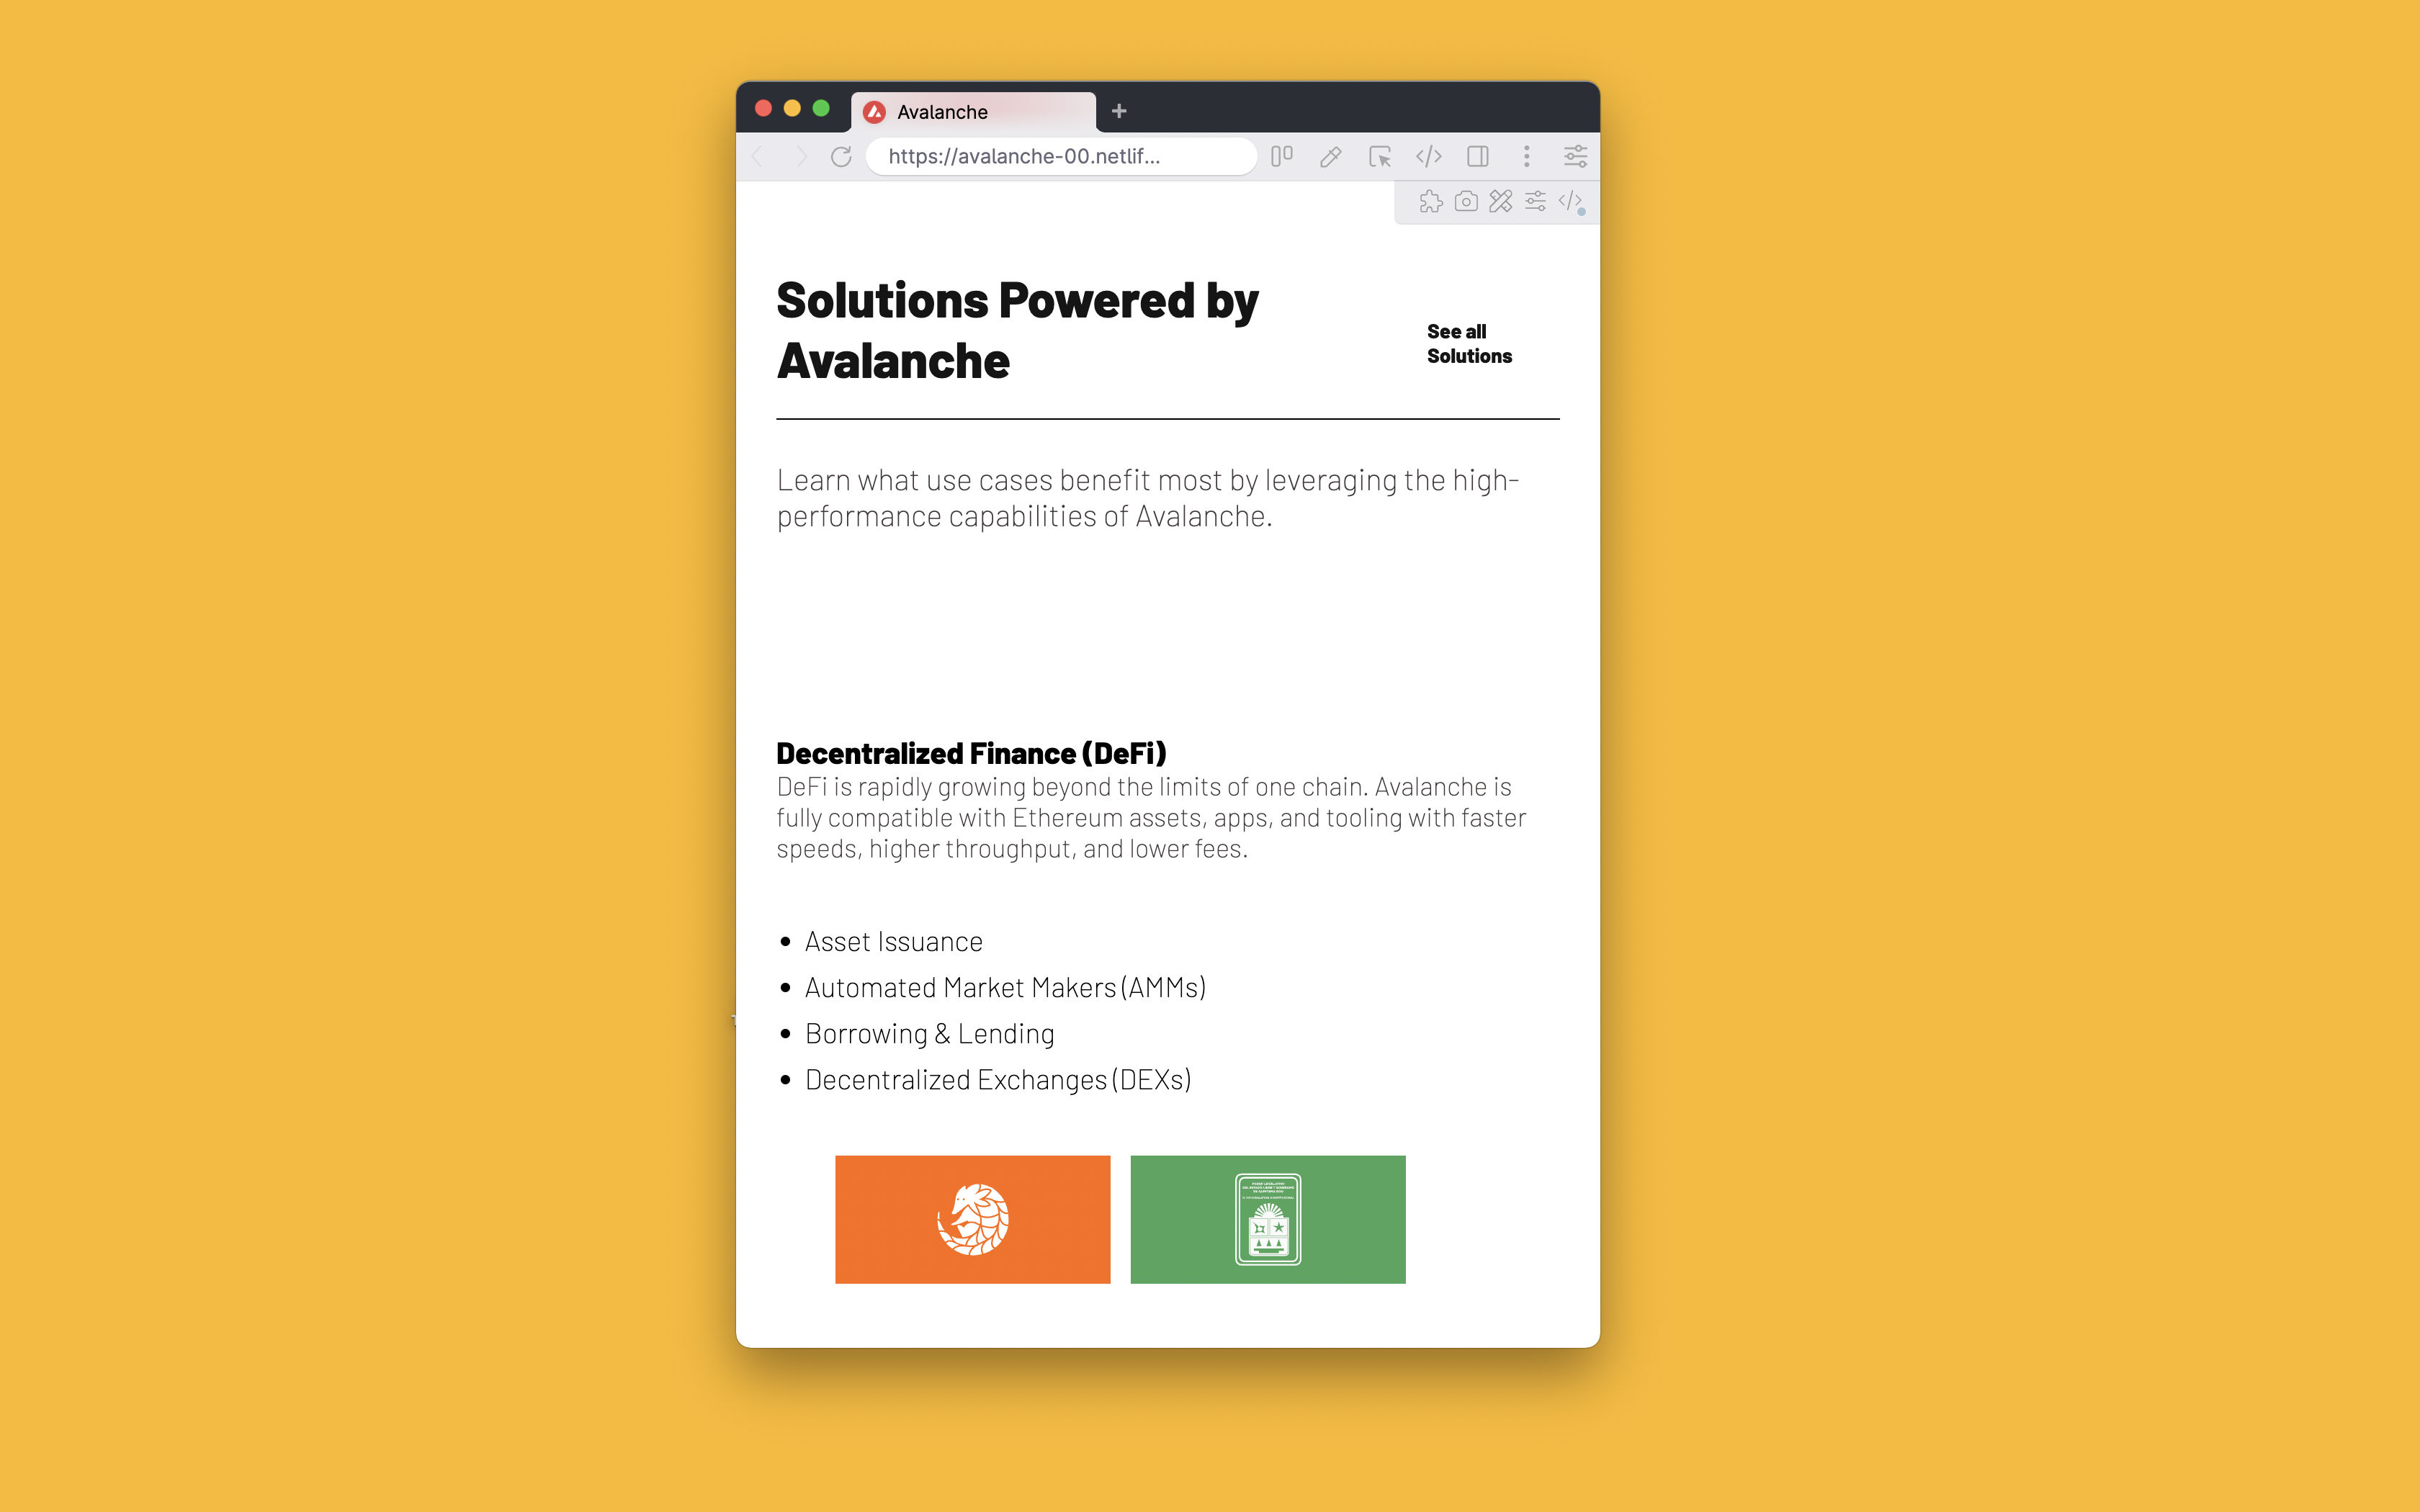 Avalanche
https://avalanche-00.netlif...
Solutions Powered by
Avalanche
See all
Solutions
Learn what use cases benefit most by leveraging the high-
performance capabilities of Avalanche.
Decentralized Finance (DeFi)
DeFi is rapidly growing beyond the limits of one chain. Avalanche is
fully compatible with Ethereum assets, apps, and tooling with faster
speeds, higher throughput, and lower fees.
Asset Issuance
Automated Market Makers (AMMs)
Borrowing & Lending
Decentralized Exchanges (DEXs)